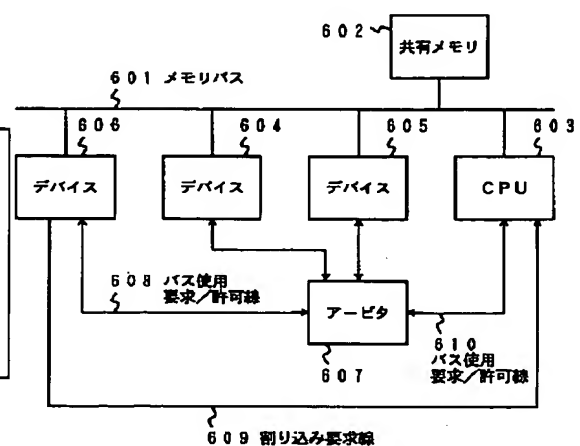 602
共有メモリ
601 メモリバス
606
604
605
603
デバイス
デバイス
デバイス
CPU
608 バス使用
要求/許可線
アービタ
607
610
バス使用
要求/許可線
609 割り込み要求線